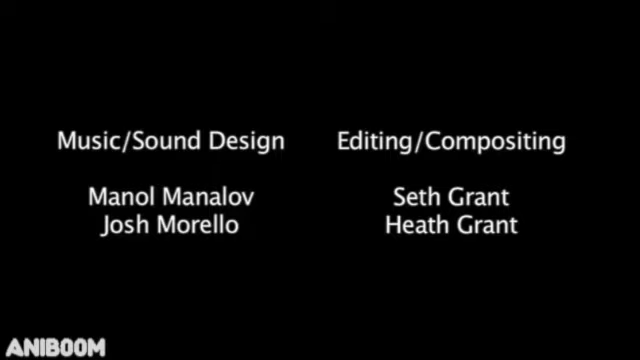 Music/Sound Design
Manol Manalov
Josh Morello
Editing/Compositing
Seth Grant
Heath Grant
ANIBOOM